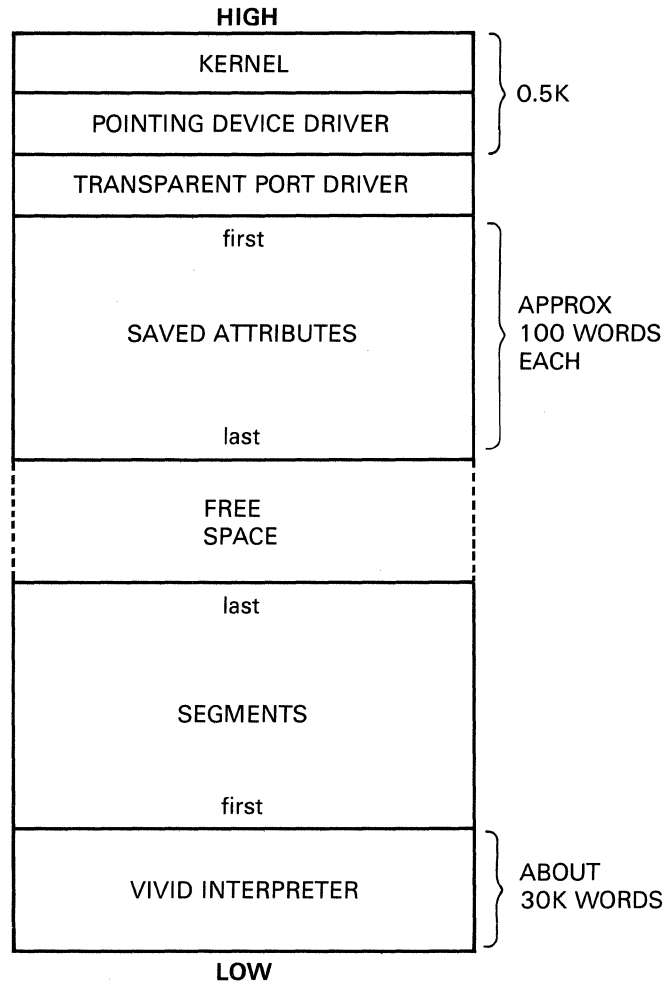 HIGH
KERNEL
0.5K
POINTING DEVICE DRIVER
TRANSPARENT PORT DRIVER
first
APPROX
100 WORDS
EACH
SAVED ATTRIBUTES
last
FREE
SPACE
last
SEGMENTS
first
ABOUT
30K WORDS
VIVID INTERPRETER
LOW